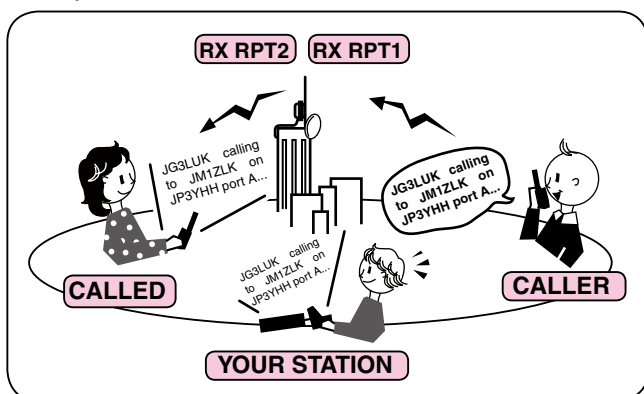 RX RPT2
RX RPT1
JG3LUK calling
to JM1ZLK on
JP3YHH port A...
JG3LUK calling
to JM1ZLK on
JP3YHH port A...
JG3LUK calling
to JM1ZLK on
JP3YHH port A...
CALLED
CALLER
YOUR STATION